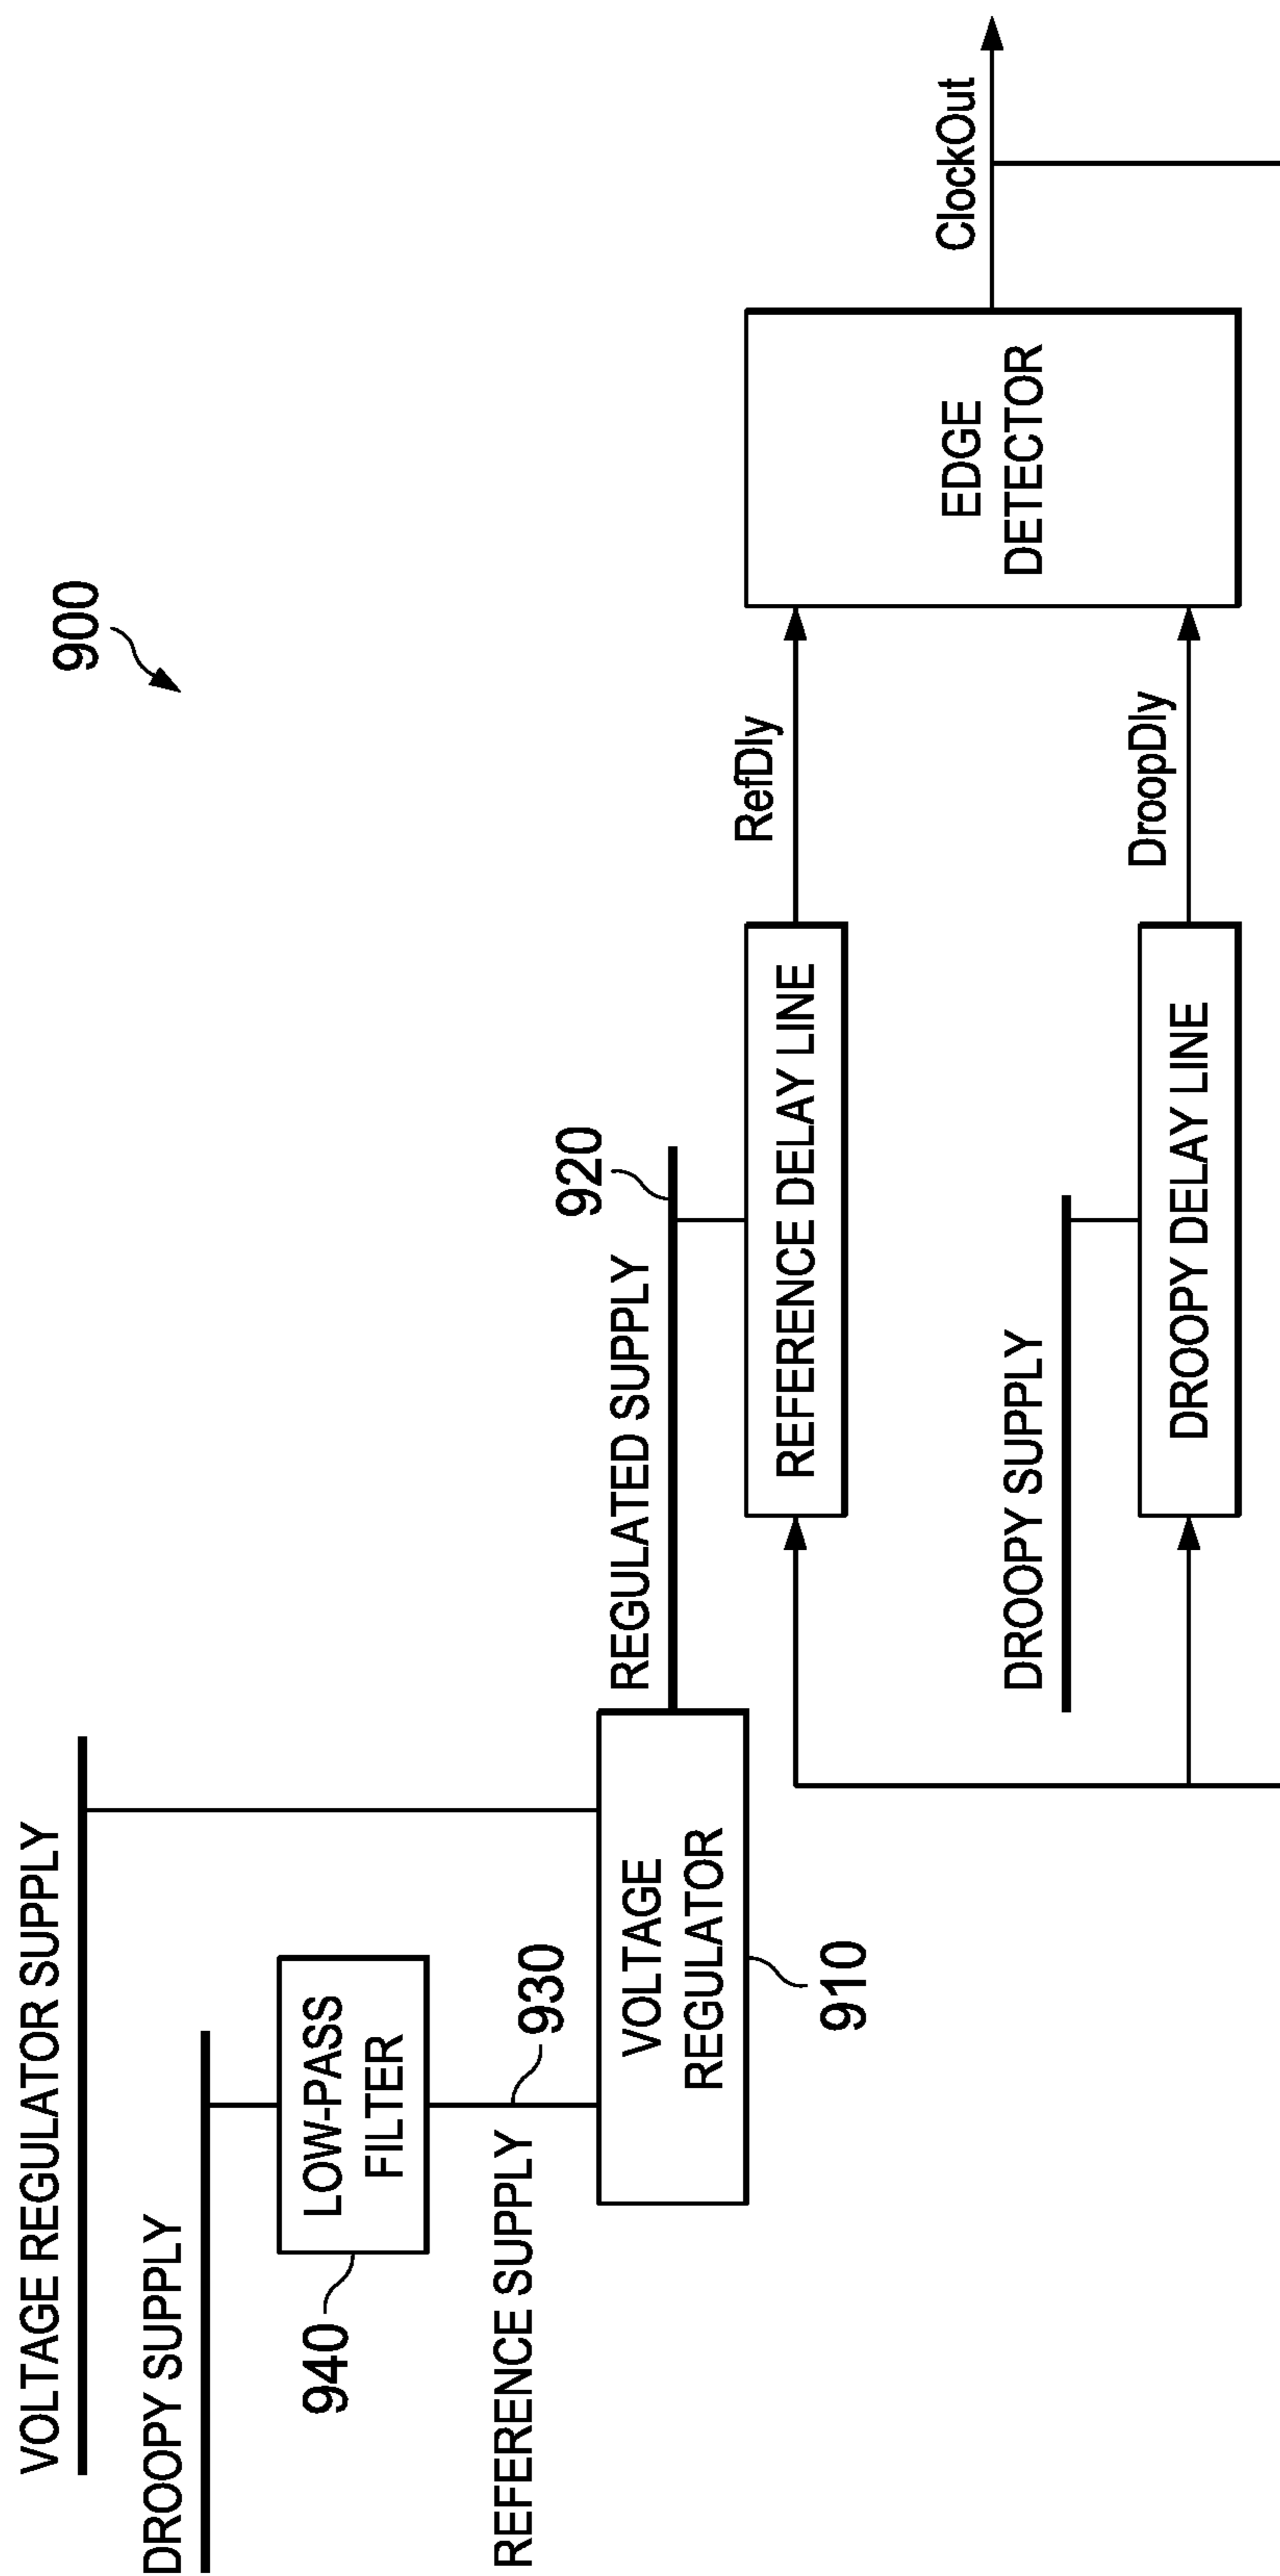 900
VOLTAGE REGULATOR SUPPLY
DROOPY SUPPLY
940
LOW-PASS
FILTER
REFERENCE SUPPLY
930
VOLTAGE
REGULATOR
910
REGULATED SUPPLY
920
REFERENCE DELAY LINE
RefDly
DROOPY SUPPLY
DROOPY DELAY LINE
DroopDly
EDGE
DETECTOR
ClockOut